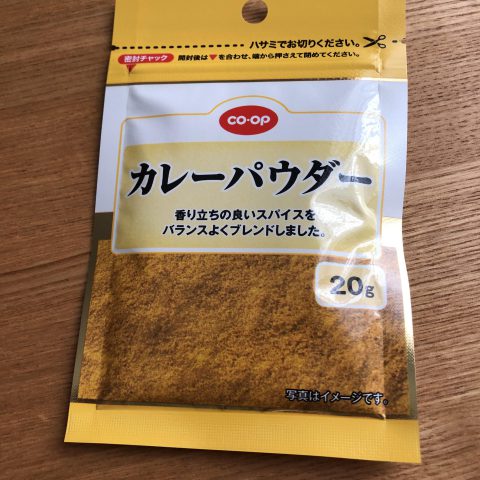 ハサミでお切りください。
密封チャック 開封後は▼を合わせ、端から押さえて閉めてください。
CO・OP
カレーパウダー
香り立ちの良いスパイスを
バランスよくブレンドしました。
20g
写真はイメージです。